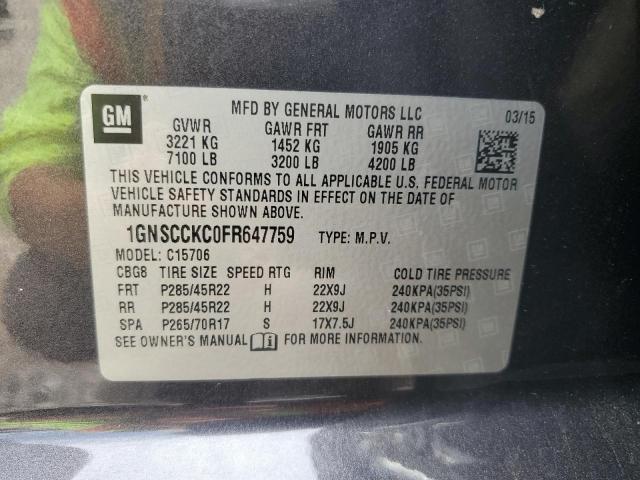 GM
MFD BY GENERAL MOTORS LLC 03/15
GVWR GAWR FRT GAWR RR
3221 KG 1452 KG 1905 KG
7100 LB 3200 LB 4200 LB
THIS VEHICLE CONFORMS TO ALL APPLICABLE U.S. FEDERAL MOTOR
VEHICLE SAFETY STANDARDS IN EFFECT ON THE DATE OF
MANUFACTURE SHOWN ABOVE.
1GNSCCKC0FR647759 TYPE: M.P.V.
MODEL: C15706
CBG8 TIRE SIZE SPEED RTG RIM COLD TIRE PRESSURE
FRT P285/45R22 H 22X9J 240KPA(35PSI)
RR P285/45R22 H 22X9J 240KPA(35PSI)
SPA P265/70R17 S 17X7.5J 240KPA(35PSI)
SEE OWNER'S MANUAL FOR MORE INFORMATION.